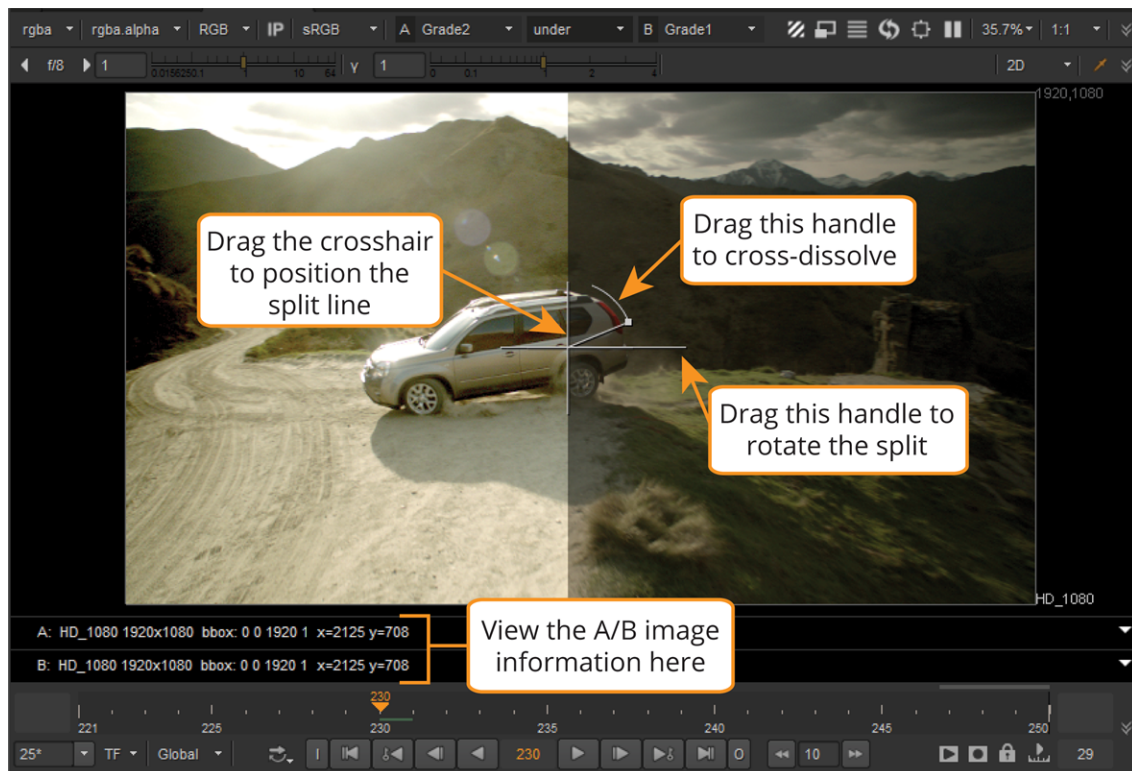 rgba rgba.alpha RGB IP sRGB A Grade2 under B Grade1 35.7% 1:1
f/8 1 0.0156250.1 1 10 64 γ 1 0 0.1 1 2 4 2D
1920,1080
Drag the crosshair
to position the
split line
Drag this handle
to cross-dissolve
Drag this handle to
rotate the split
HD_1080
A: HD_1080 1920x1080 bbox: 0 0 1920 1 x=2125 y=708
B: HD_1080 1920x1080 bbox: 0 0 1920 1 x=2125 y=708
View the A/B image
information here
230
221 225 230 235 240 245 250
25* TF Global I 230 O 10 29